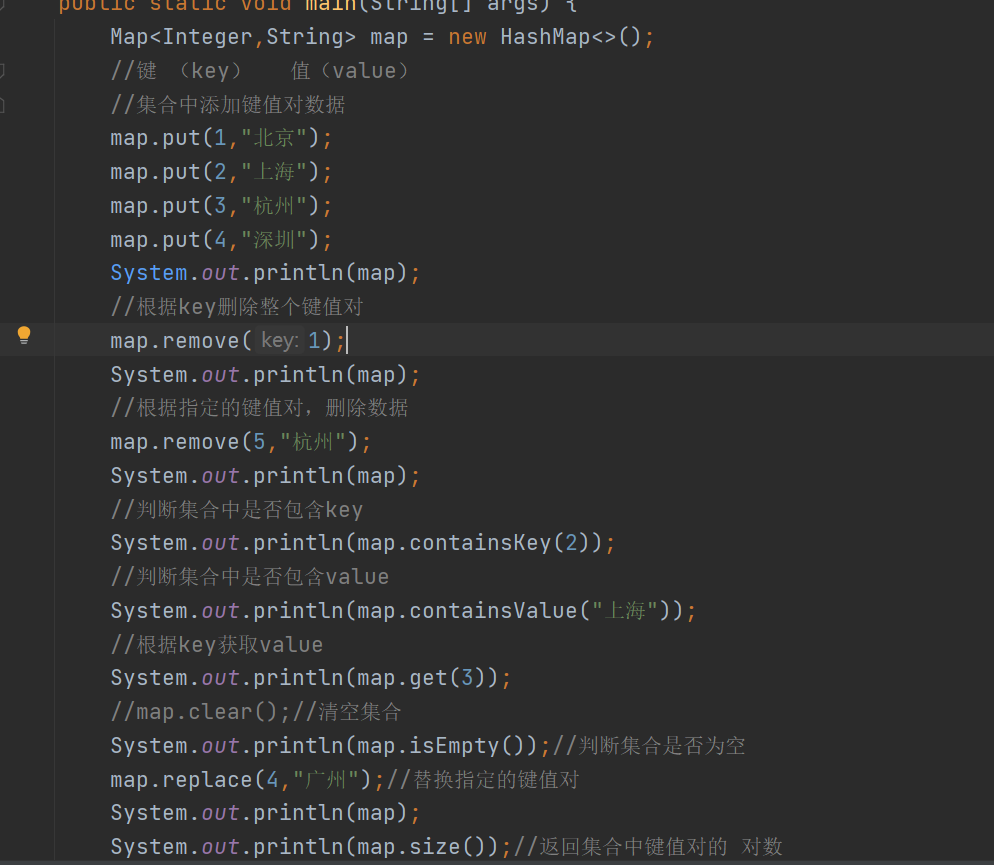 public static void main(String[] args) {
Map<Integer,String> map = new HashMap<>();
//键 （key）    值（value）
//集合中添加键值对数据
map.put(1,"北京");
map.put(2,"上海");
map.put(3,"杭州");
map.put(4,"深圳");
System.out.println(map);
//根据key删除整个键值对
map.remove( key: 1);
System.out.println(map);
//根据指定的键值对，删除数据
map.remove(5,"杭州");
System.out.println(map);
//判断集合中是否包含key
System.out.println(map.containsKey(2));
//判断集合中是否包含value
System.out.println(map.containsValue("上海"));
//根据key获取value
System.out.println(map.get(3));
//map.clear();//清空集合
System.out.println(map.isEmpty());//判断集合是否为空
map.replace(4,"广州");//替换指定的键值对
System.out.println(map);
System.out.println(map.size());//返回集合中键值对的 对数